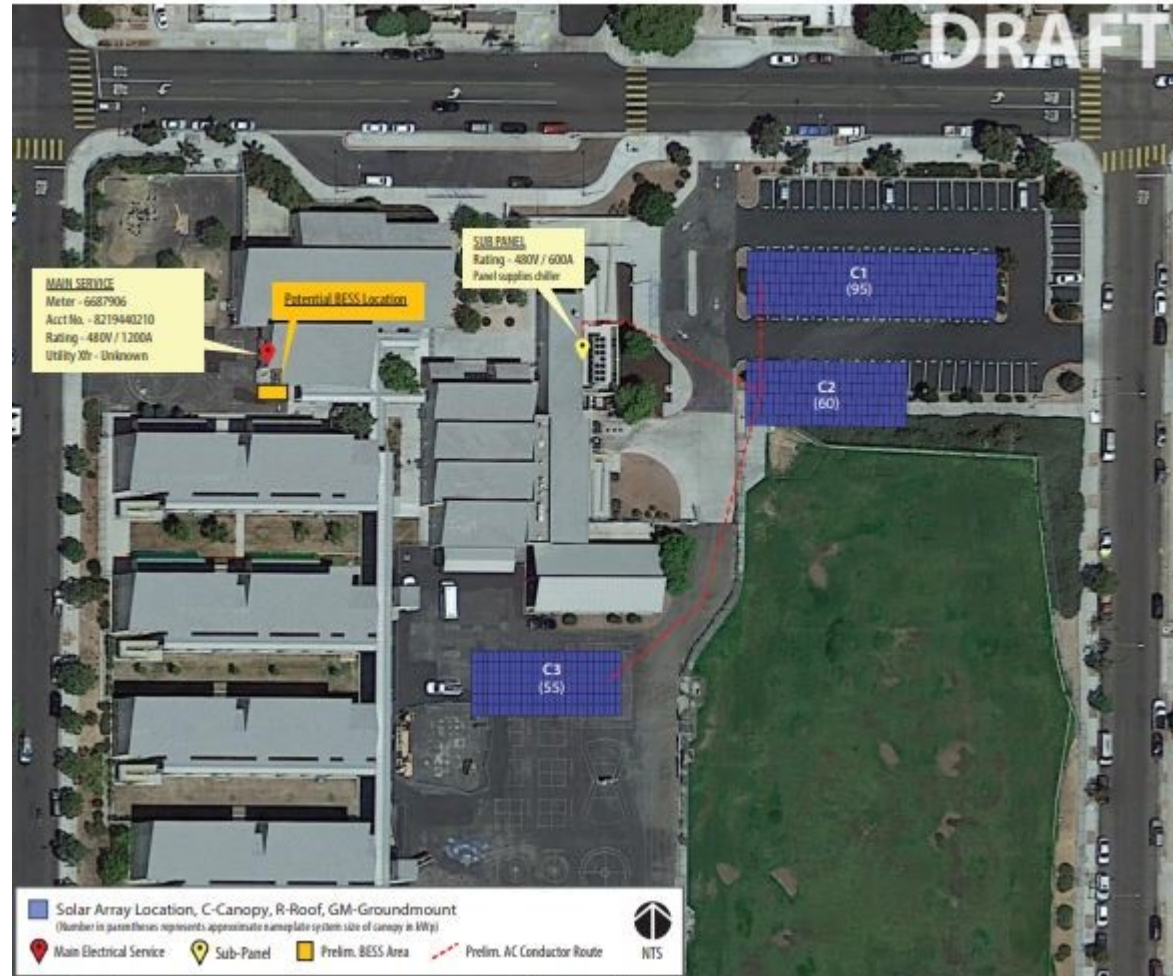 DRAFT
SUB PANEL
Rating - 480V / 600A
Panel supplies chiller
MAIN SERVICE
Meter - 6687906
Acct No. - 8219440210
Rating - 480V / 1200A
Utility Xfr - Unknown
Potential BESS Location
C1
(95)
C2
(60)
C3
(55)
Solar Array Location, C-Canopy, R-Roof, GM-Groundmount
(Number in parentheses represents approximate nameplate system size of canopy in kWp)
Main Electrical Service
Sub-Panel
Prelim. BESS Area
Prelim. AC Conductor Route
NTS